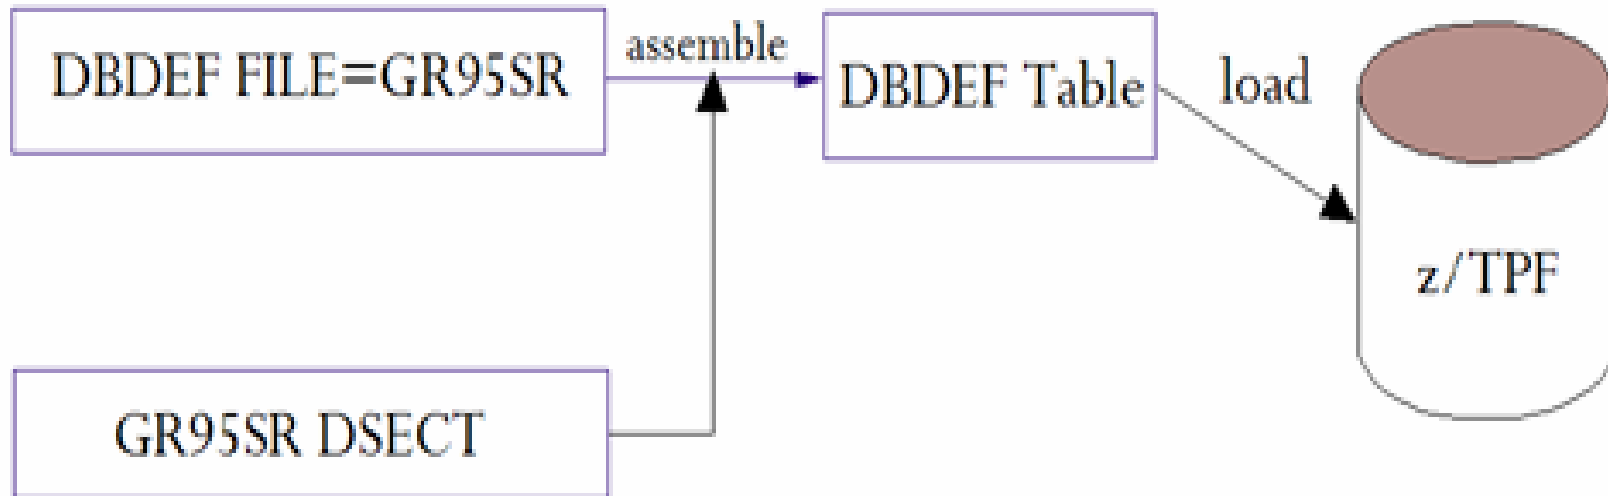 DBDEF FILE=GR95SR
assemble
DBDEF Table
load
z/TPF
GR95SR DSECT